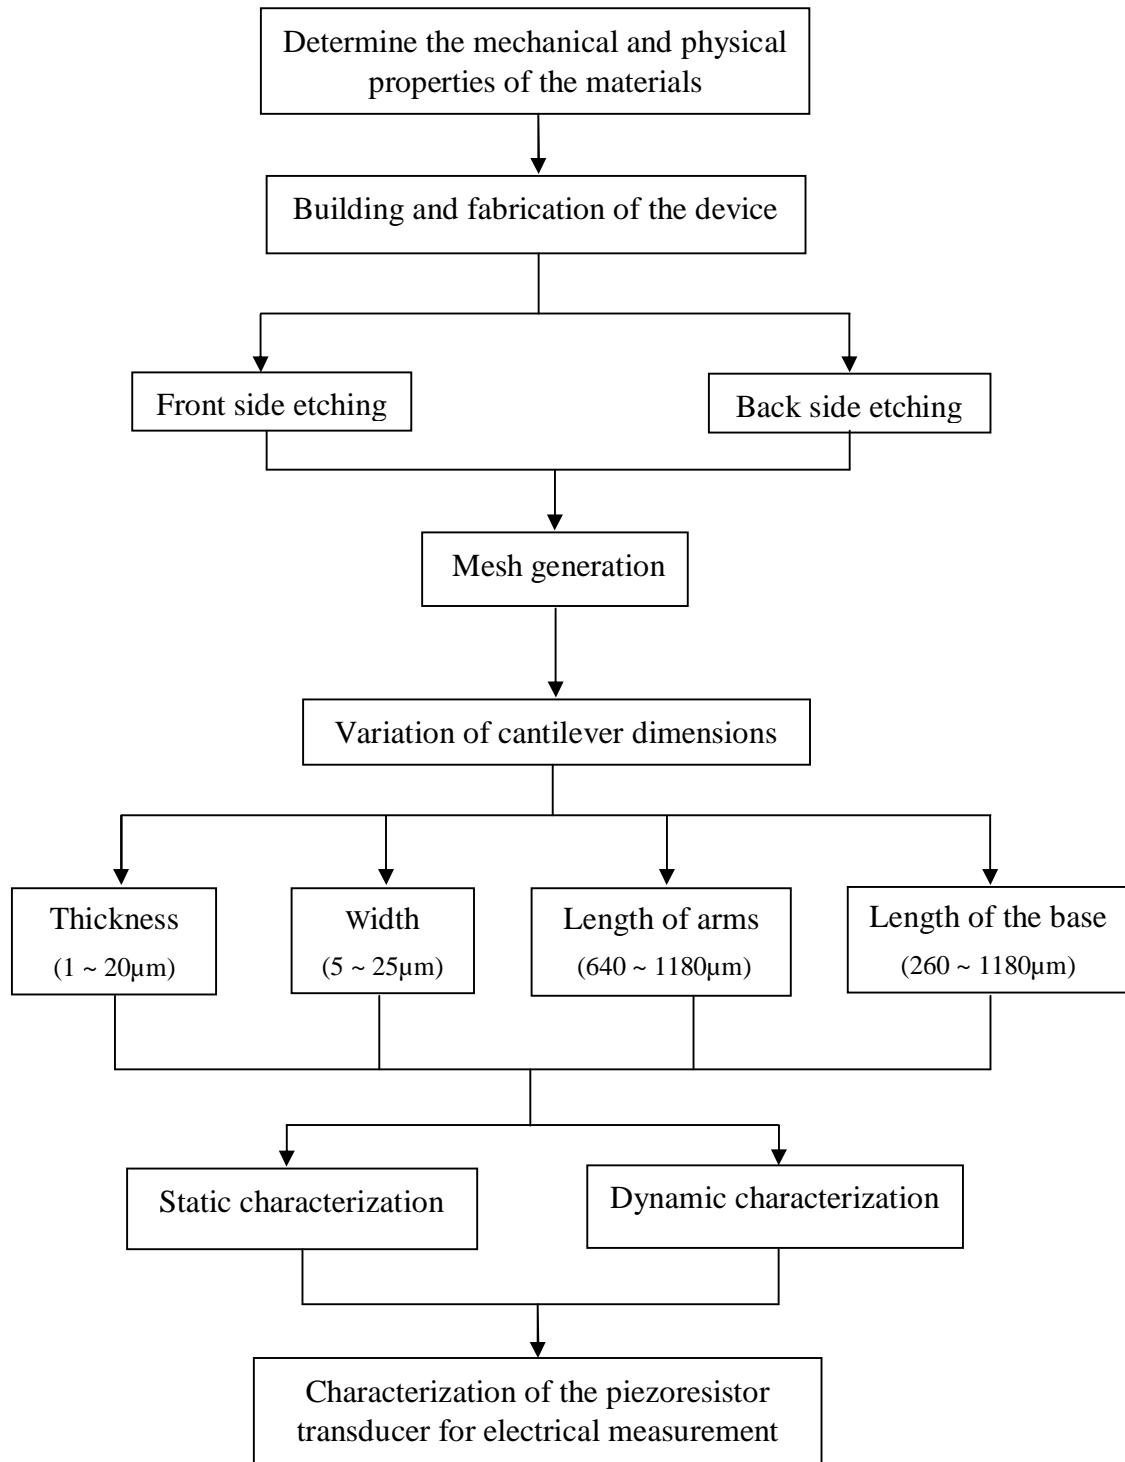 Determine the mechanical and physical
properties of the materials
Building and fabrication of the device
Front side etching
Back side etching
Mesh generation
Variation of cantilever dimensions
Thickness
(1 ~ 20µm)
Width
(5 ~ 25µm)
Length of arms
(640 ~ 1180µm)
Length of the base
(260 ~ 1180µm)
Static characterization
Dynamic characterization
Characterization of the piezoresistor
transducer for electrical measurement